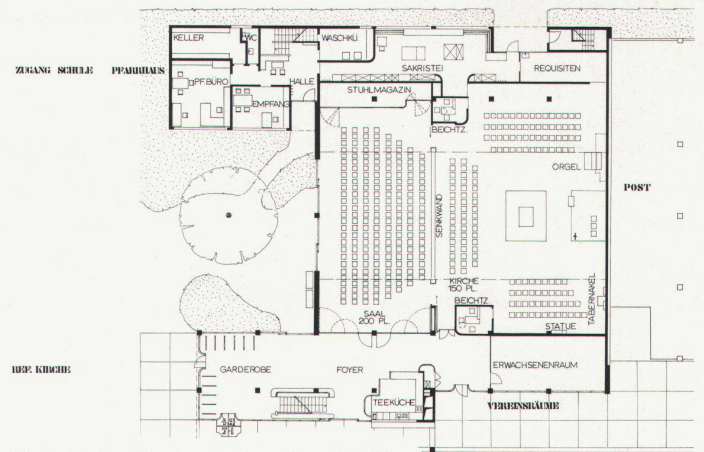 KELLER
WC
WASCHKÜ.
SAKRISTEI
REQUISITEN
ZUGANG SCHULE
PFARRHAUS
PF.BÜRO
HALLE
EMPFANG
STUHLMAGAZIN
BEICHTZ.
ORGEL
POST
SENKWAND
KIRCHE
150 PL.
TABERNAKEL
BEICHTZ.
SAAL
200 PL.
STATUE
REF. KIRCHE
GARDEROBE
FOYER
ERWACHSENENRAUM
TEEKÜCHE
VEREINSRÄUME